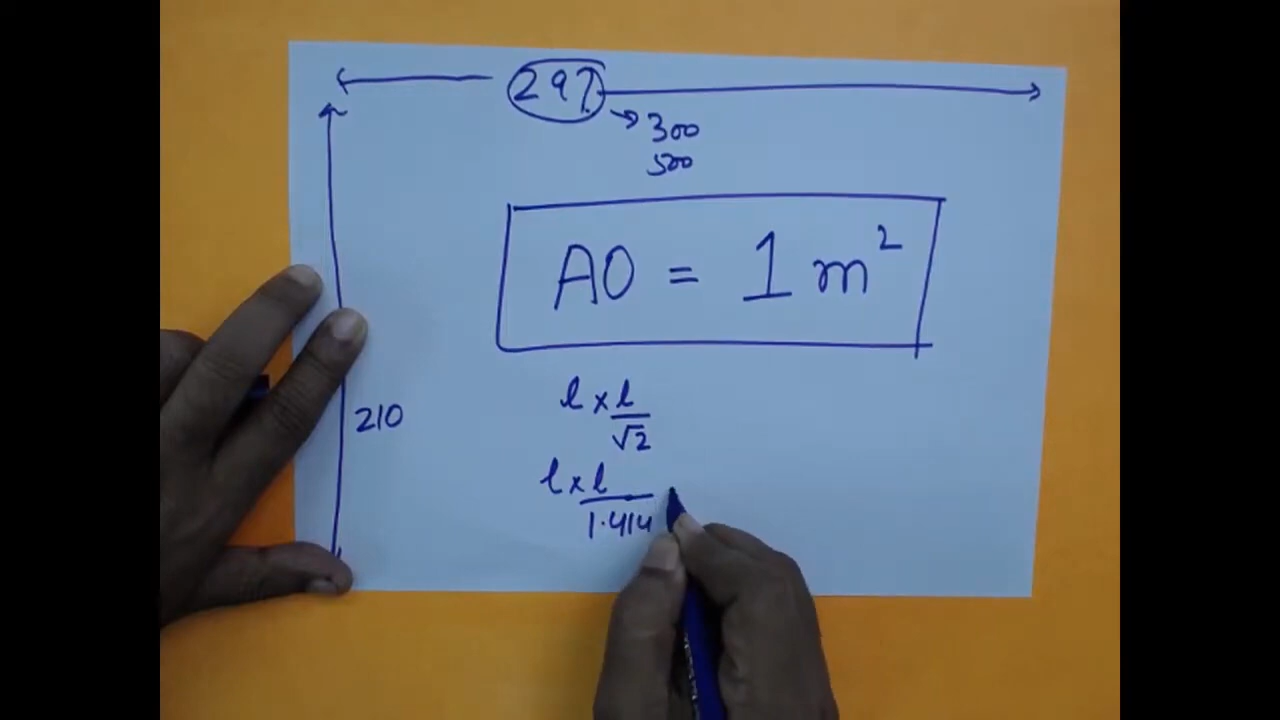 297
→ 300
500
A0 = 1 m²
210
l × l/√2
l × l/1.414